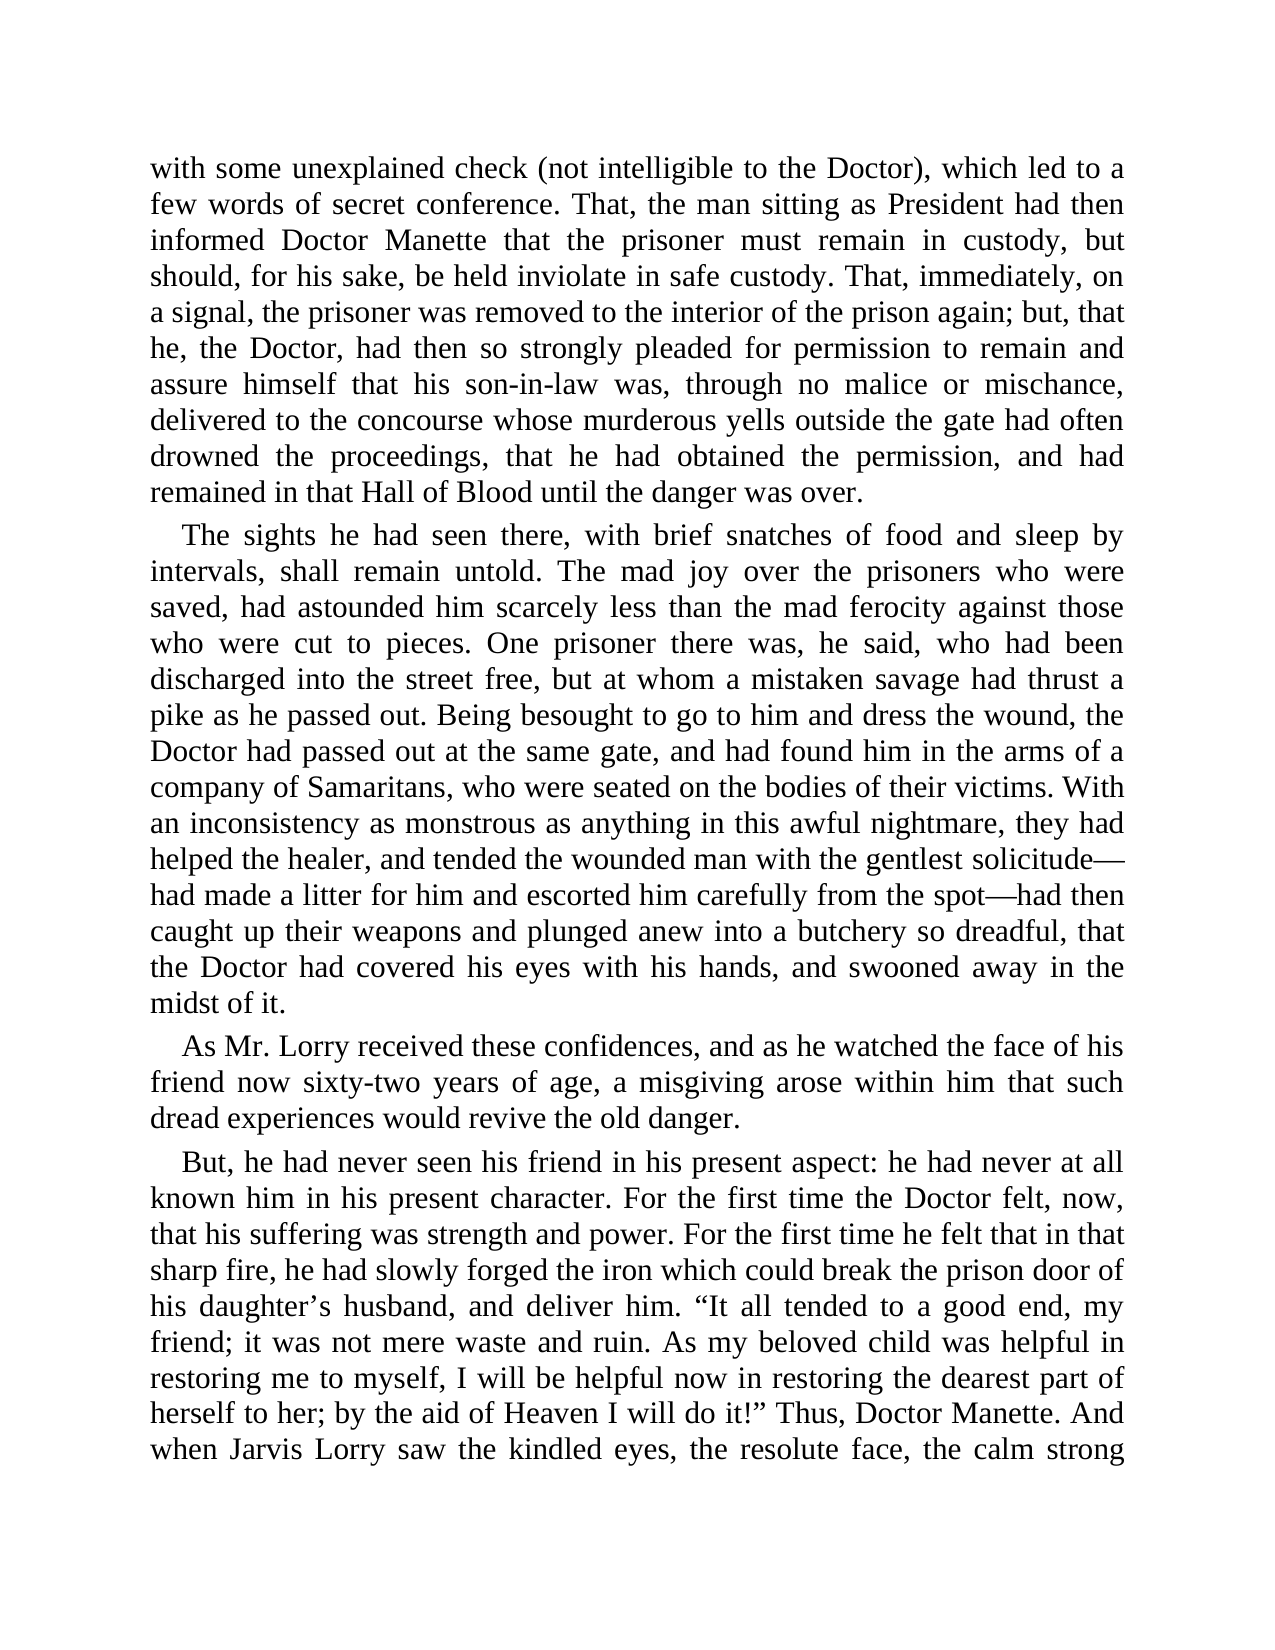 with some unexplained check (not intelligible to the Doctor), which led to a
few words of secret conference. That, the man sitting as President had then
informed Doctor Manette that the prisoner must remain in custody, but
should, for his sake, be held inviolate in safe custody. That, immediately, on
a signal, the prisoner was removed to the interior of the prison again; but, that
he, the Doctor, had then so strongly pleaded for permission to remain and
assure himself that his son-in-law was, through no malice or mischance,
delivered to the concourse whose murderous yells outside the gate had often
drowned the proceedings, that he had obtained the permission, and had
remained in that Hall of Blood until the danger was over.
The sights he had seen there, with brief snatches of food and sleep by
intervals, shall remain untold. The mad joy over the prisoners who were
saved, had astounded him scarcely less than the mad ferocity against those
who were cut to pieces. One prisoner there was, he said, who had been
discharged into the street free, but at whom a mistaken savage had thrust a
pike as he passed out. Being besought to go to him and dress the wound, the
Doctor had passed out at the same gate, and had found him in the arms of a
company of Samaritans, who were seated on the bodies of their victims. With
an inconsistency as monstrous as anything in this awful nightmare, they had
helped the healer, and tended the wounded man with the gentlest solicitude—
had made a litter for him and escorted him carefully from the spot—had then
caught up their weapons and plunged anew into a butchery so dreadful, that
the Doctor had covered his eyes with his hands, and swooned away in the
midst of it.
As Mr. Lorry received these confidences, and as he watched the face of his
friend now sixty-two years of age, a misgiving arose within him that such
dread experiences would revive the old danger.
But, he had never seen his friend in his present aspect: he had never at all
known him in his present character. For the first time the Doctor felt, now,
that his suffering was strength and power. For the first time he felt that in that
sharp fire, he had slowly forged the iron which could break the prison door of
his daughter’s husband, and deliver him. “It all tended to a good end, my
friend; it was not mere waste and ruin. As my beloved child was helpful in
restoring me to myself, I will be helpful now in restoring the dearest part of
herself to her; by the aid of Heaven I will do it!” Thus, Doctor Manette. And
when Jarvis Lorry saw the kindled eyes, the resolute face, the calm strong